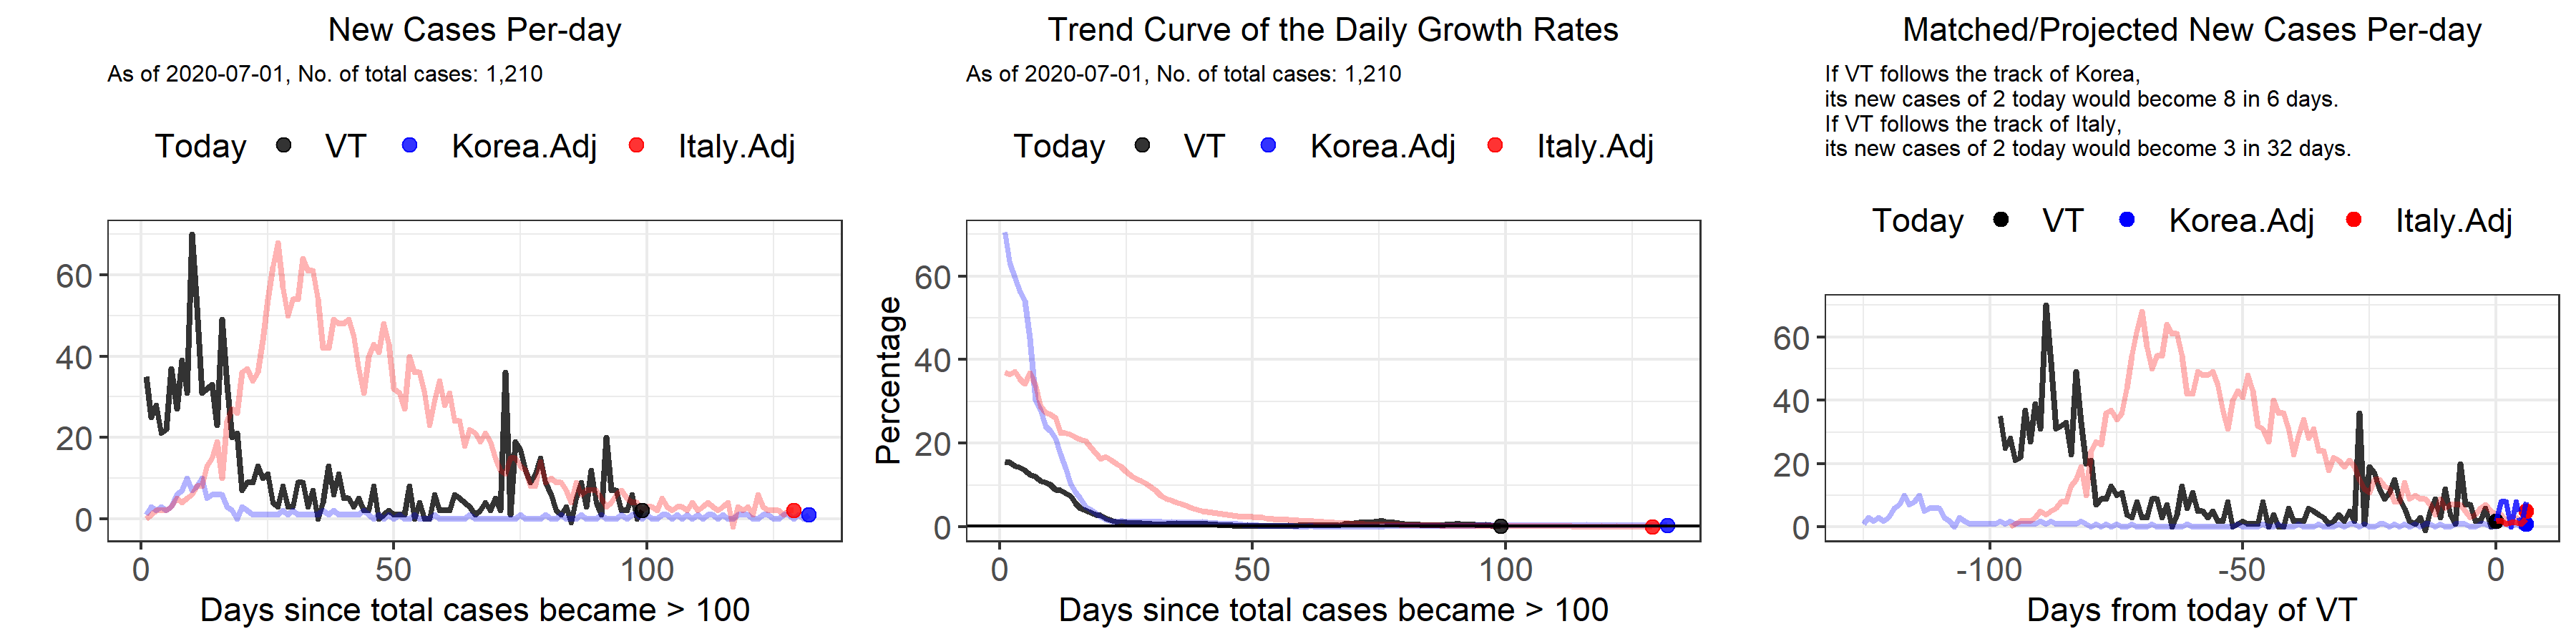 New Cases Per-day
As of 2020-07-01, No. of total cases: 1,210
Today VT Korea.Adj Italy.Adj
60
40
20
0
0 50 100
Days since total cases became > 100
Trend Curve of the Daily Growth Rates
As of 2020-07-01, No. of total cases: 1,210
Today VT Korea.Adj Italy.Adj
Percentage
60
40
20
0
0 50 100
Days since total cases became > 100
Matched/Projected New Cases Per-day
If VT follows the track of Korea,
its new cases of 2 today would become 8 in 6 days.
If VT follows the track of Italy,
its new cases of 2 today would become 3 in 32 days.
Today VT Korea.Adj Italy.Adj
60
40
20
0
-100 -50 0
Days from today of VT